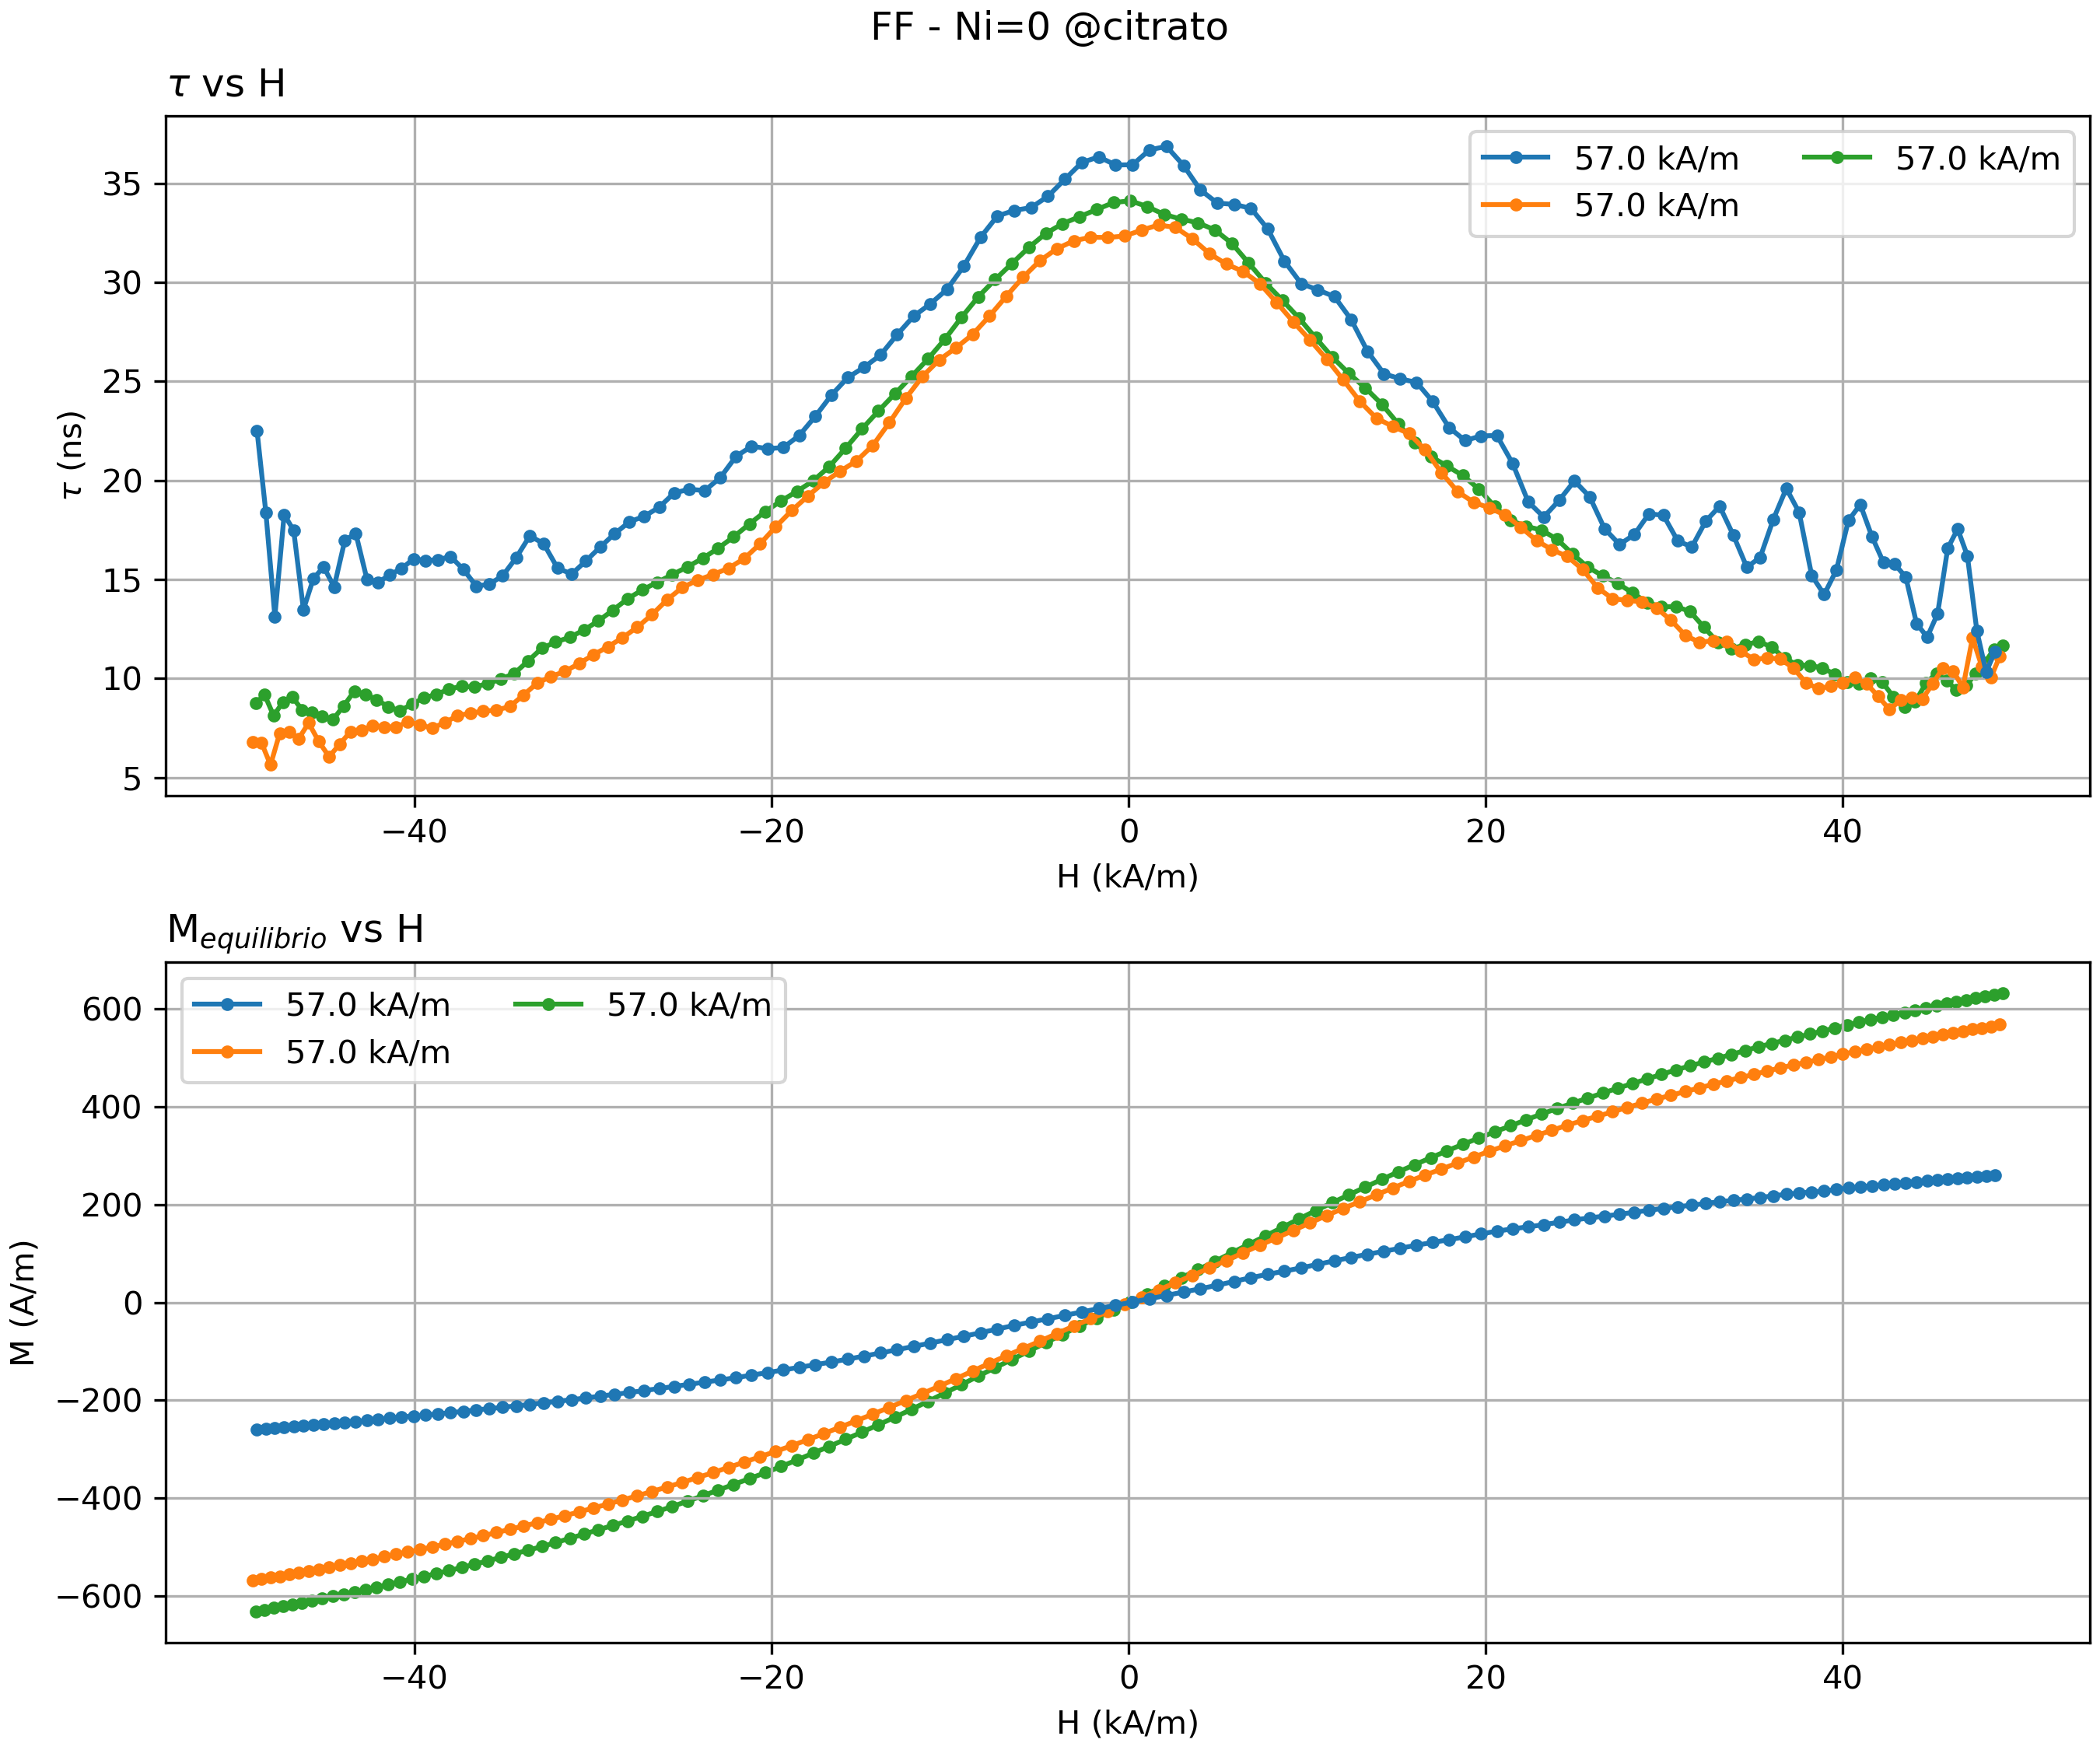 FF - Ni=0 @citrato
τ vs H
57.0 kA/m
57.0 kA/m
57.0 kA/m
τ (ns)
35
30
25
20
15
10
5
−40 −20 0 20 40
H (kA/m)
M_equilibrio vs H
57.0 kA/m
57.0 kA/m
57.0 kA/m
M (A/m)
600
400
200
0
−200
−400
−600
−40 −20 0 20 40
H (kA/m)